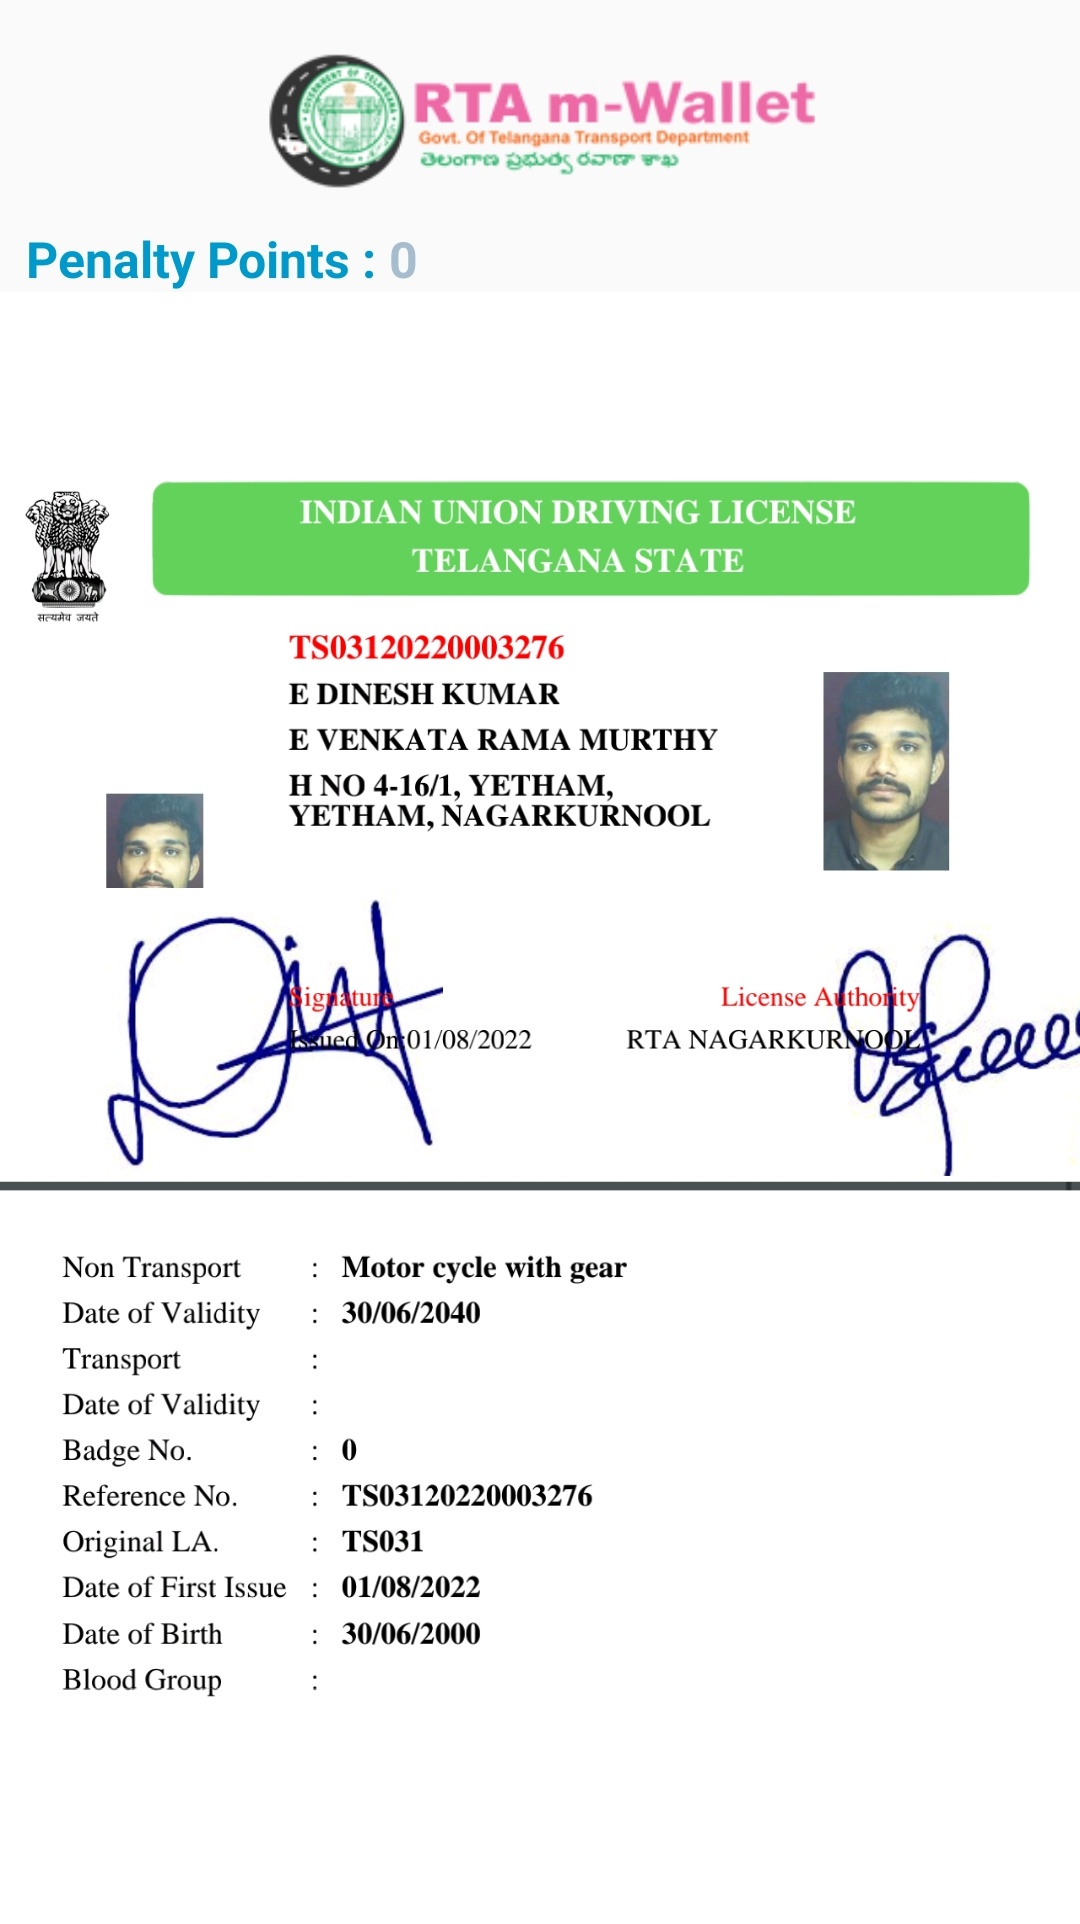 RTA m-Wallet
Govt. Of Telangana Transport Department
తెలంగాణ ప్రభుత్వ రవాణా శాఖ
Penalty Points : 0
INDIAN UNION DRIVING LICENSE
TELANGANA STATE
सत्यमेव जयते
TS03120220003276
E DINESH KUMAR
E VENKATA RAMA MURTHY
H NO 4-16/1, YETHAM,
YETHAM, NAGARKURNOOL
Signature
License Authority
Issued On:01/08/2022
RTA NAGARKURNOOL
Non Transport : Motor cycle with gear
Date of Validity : 30/06/2040
Transport :
Date of Validity :
Badge No. : 0
Reference No. : TS03120220003276
Original LA. : TS031
Date of First Issue : 01/08/2022
Date of Birth : 30/06/2000
Blood Group :